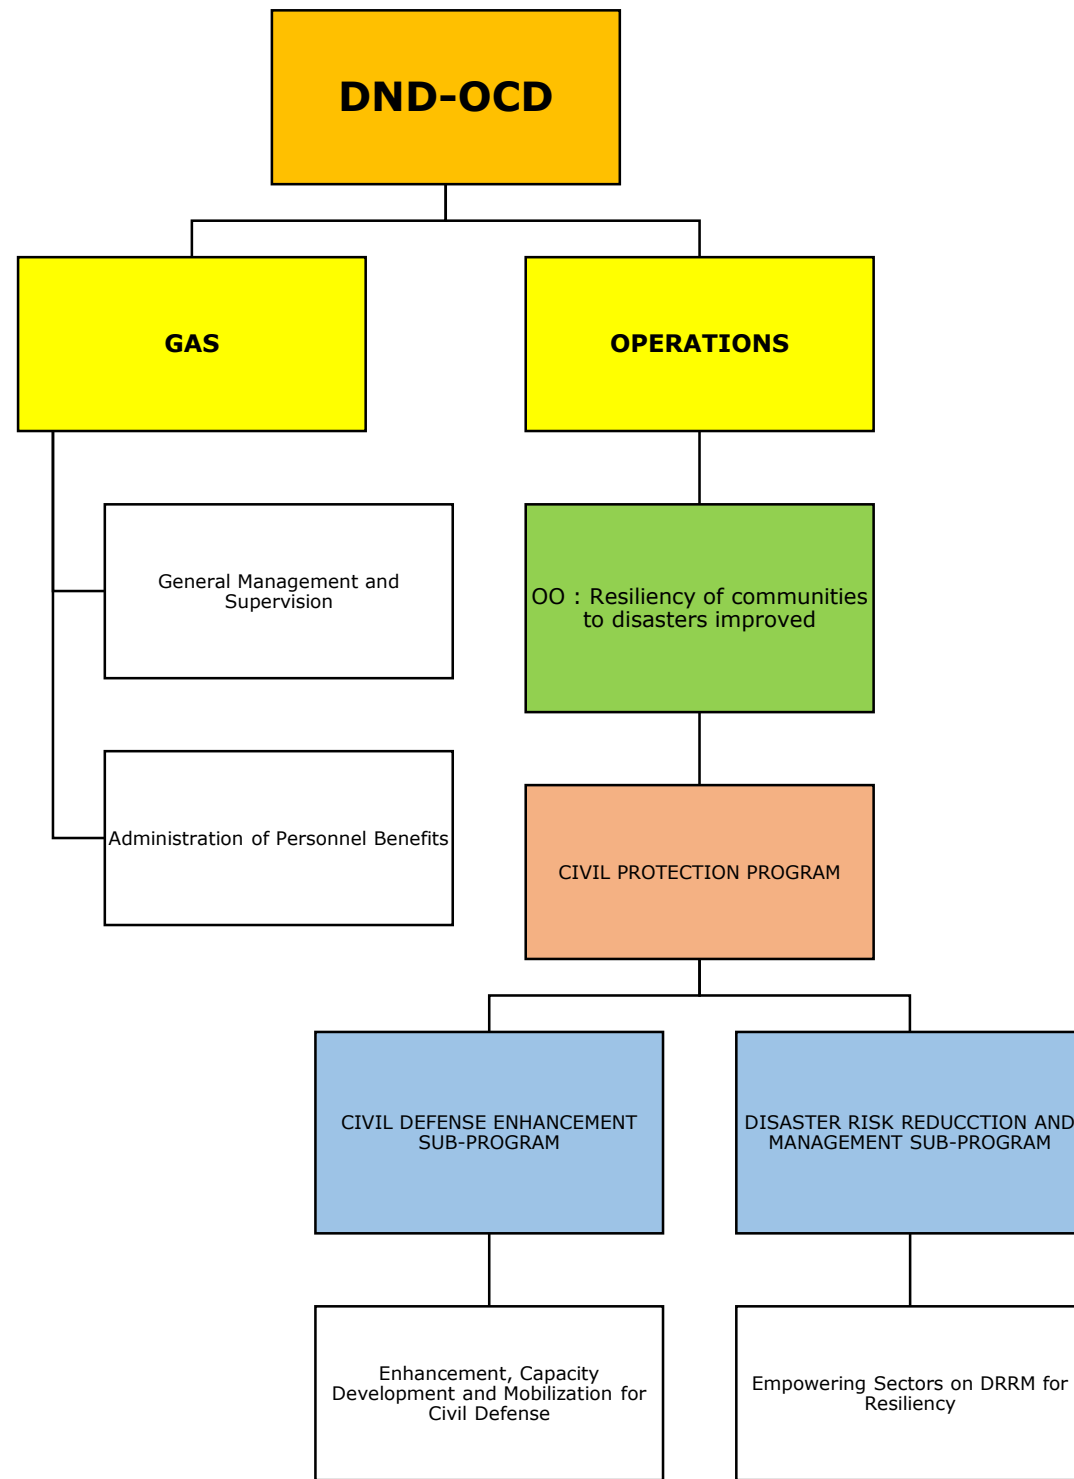 DND-OCD
GAS
OPERATIONS
General Management and
Supervision
OO : Resiliency of communities
to disasters improved
Administration of Personnel Benefits
CIVIL PROTECTION PROGRAM
CIVIL DEFENSE ENHANCEMENT
SUB-PROGRAM
DISASTER RISK REDUCCTION AND
MANAGEMENT SUB-PROGRAM
Enhancement, Capacity
Development and Mobilization for
Civil Defense
Empowering Sectors on DRRM for
Resiliency